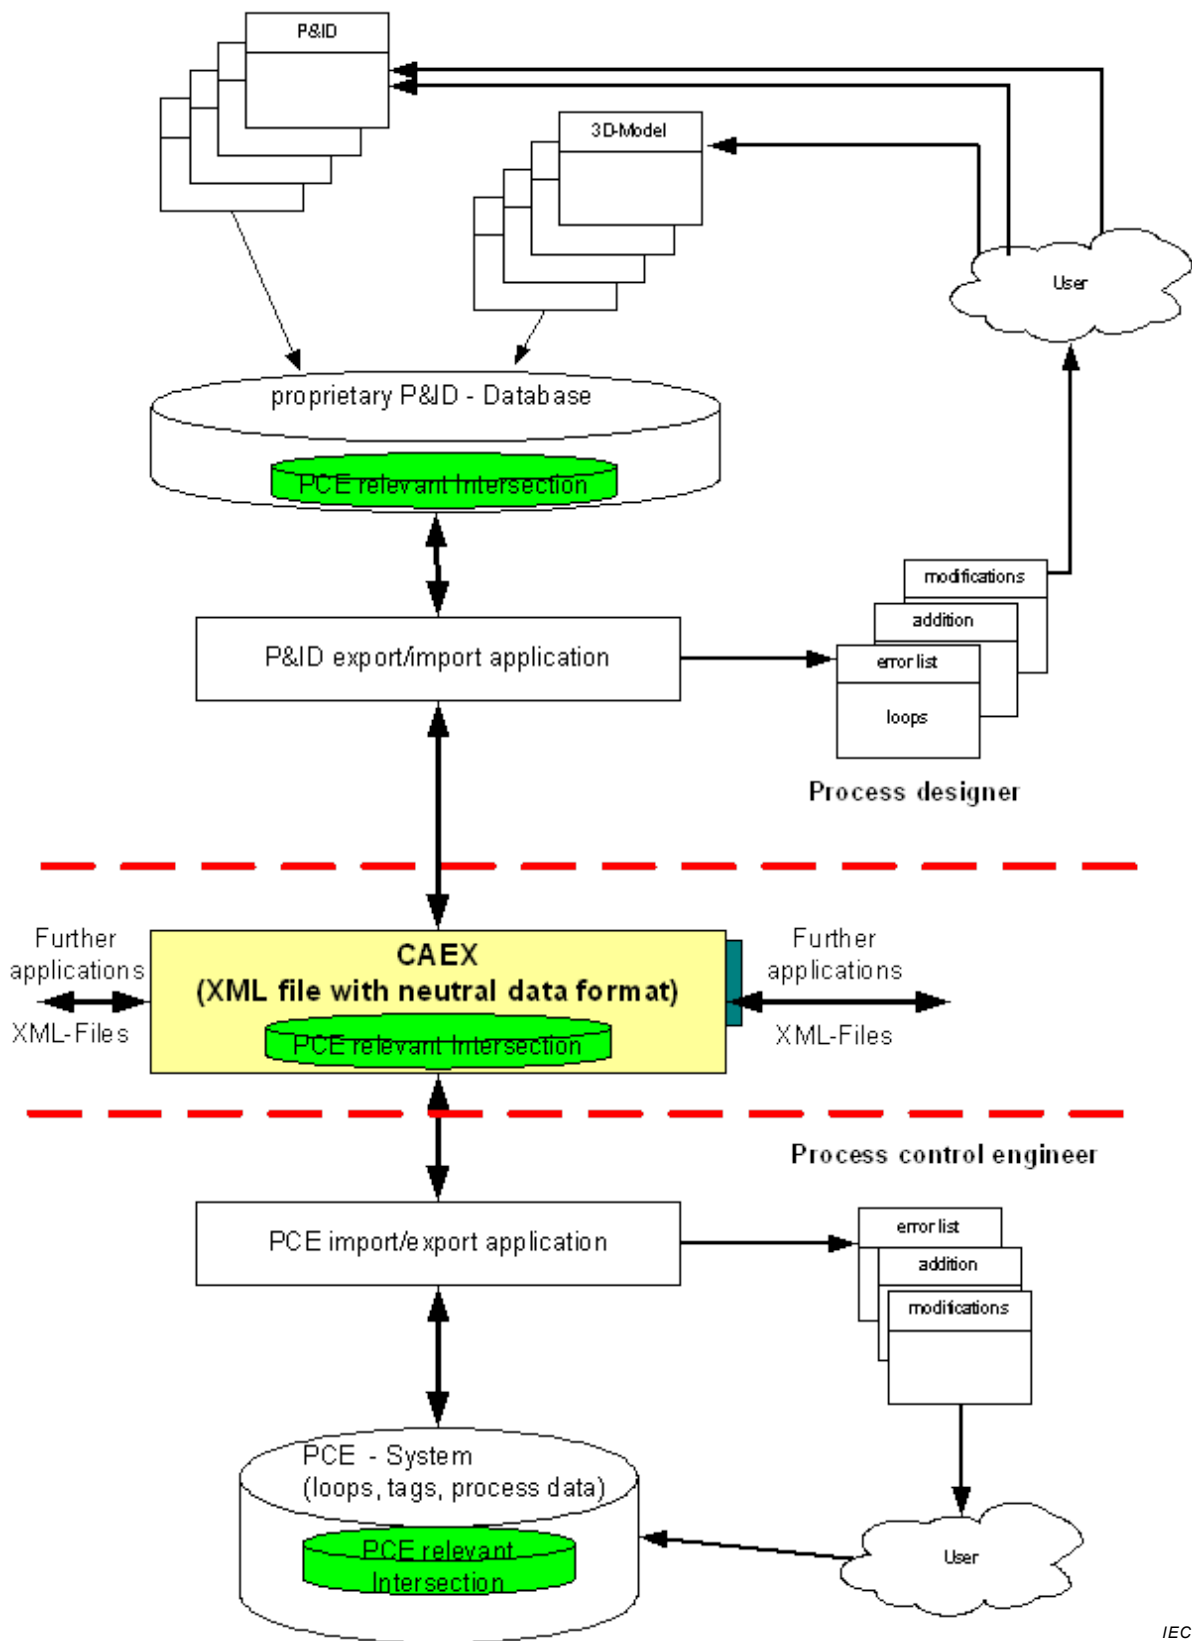 P&ID
3D-Model
User
proprietary P&ID - Database
PCE relevant Intersection
modifications
addition
error list
loops
P&ID export/import application
Process designer
Further
applications
XML-Files
CAEX
(XML file with neutral data format)
PCE relevant Intersection
Further
applications
XML-Files
Process control engineer
PCE import/export application
error list
addition
modifications
PCE - System
(loops, tags, process data)
PCE relevant
Intersection
User
IEC